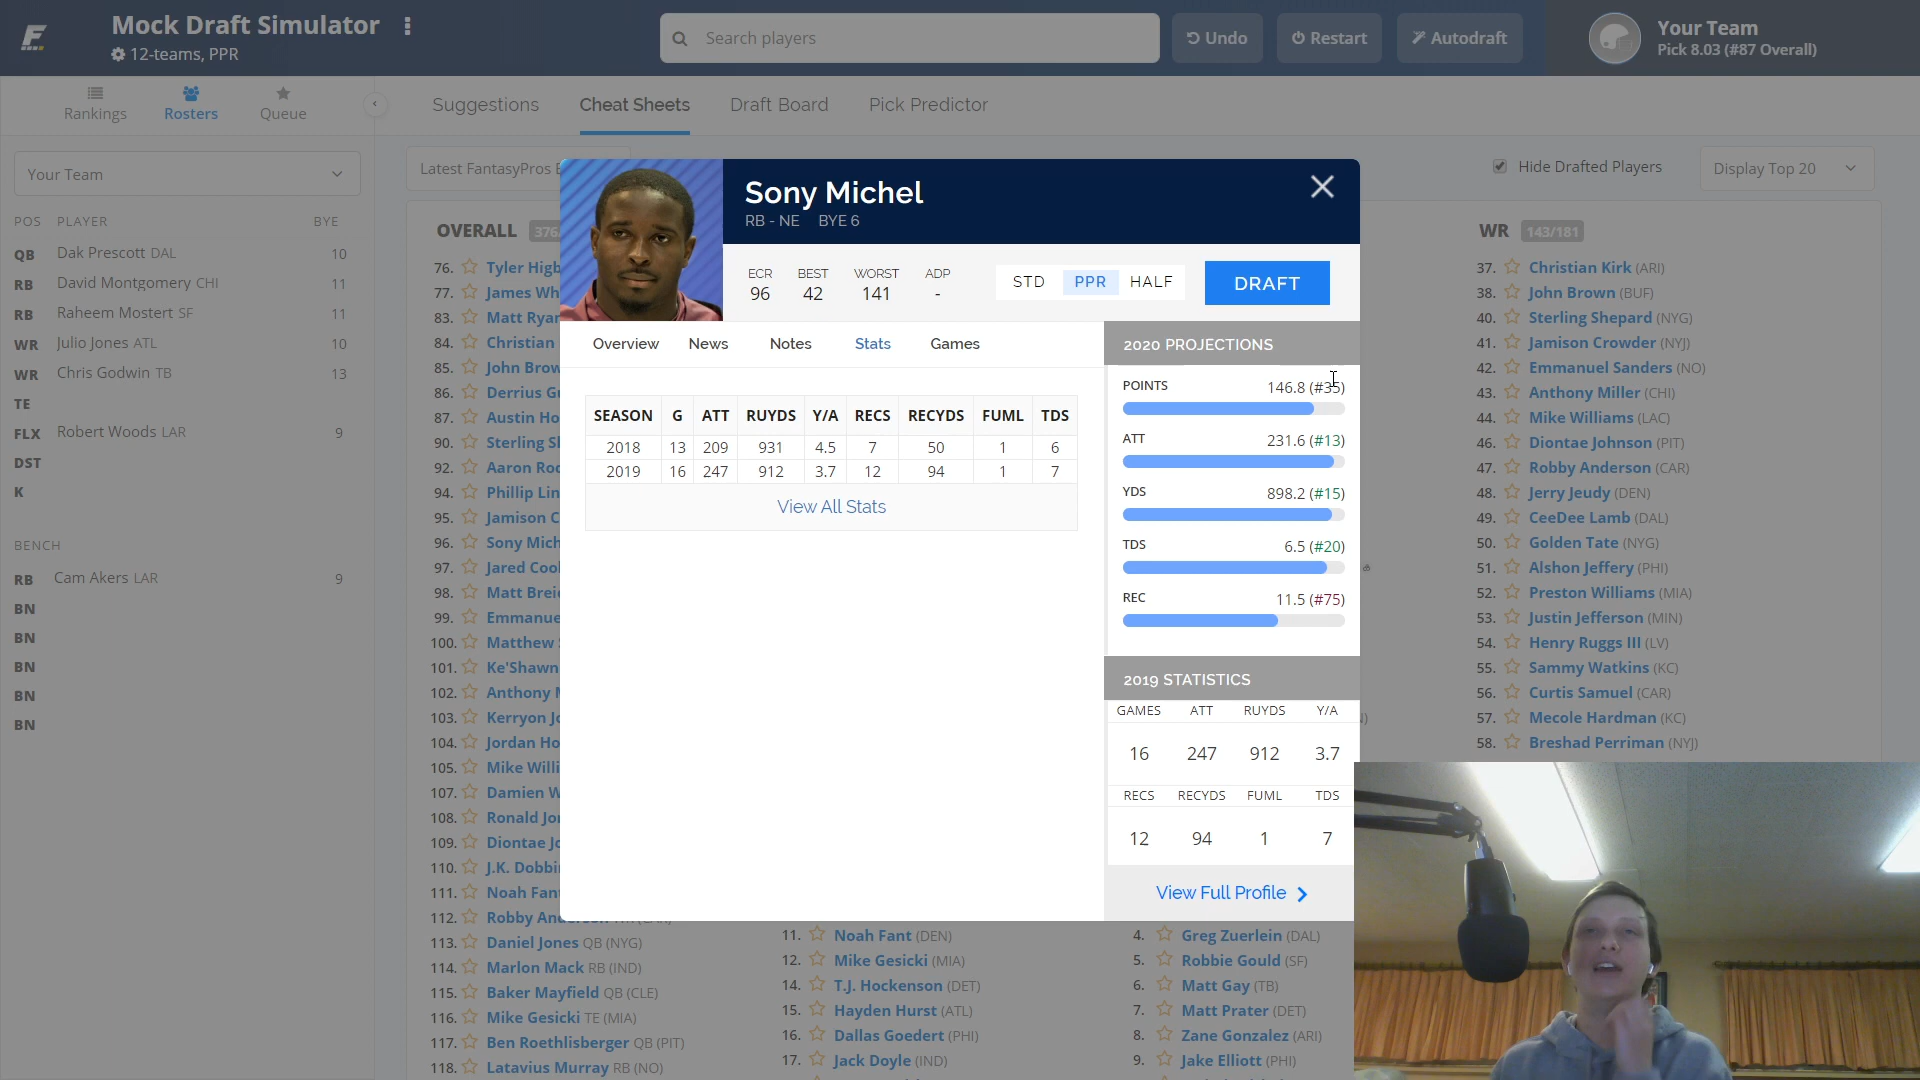 Mock Draft Simulator
12-teams, PPR
Search players
Undo
Restart
Autodraft
Your Team
Pick 8.03 (#87 Overall)
Rankings
Rosters
Queue
Suggestions
Cheat Sheets
Draft Board
Pick Predictor
Your Team
POS PLAYER BYE
QB Dak Prescott DAL 10
RB David Montgomery CHI 11
RB Raheem Mostert SF 11
WR Julio Jones ATL 10
WR Chris Godwin TB 13
TE
FLX Robert Woods LAR 9
DST
K
BENCH
RB Cam Akers LAR 9
BN
BN
BN
BN
BN
Latest FantasyPros
Hide Drafted Players
Display Top 20
OVERALL 376
76. Tyler Higb
77. James Wh
83. Matt Ryan
84. Christian
85. John Brow
86. Derrius G
87. Austin Ho
90. Sterling S
92. Aaron Rod
94. Phillip Lin
95. Jamison C
96. Sony Mich
97. Jared Coo
98. Matt Brei
99. Emmanue
100. Matthew
101. Ke'Shawn
102. Anthony
103. Kerryon Jo
104. Jordan Ho
105. Mike Willi
107. Damien W
108. Ronald Jo
109. Diontae Jo
110. J.K. Dobbi
111. Noah Fan
112. Robby And
113. Daniel Jones QB (NYG)
114. Marlon Mack RB (IND)
115. Baker Mayfield QB (CLE)
116. Mike Gesicki TE (MIA)
117. Ben Roethlisberger QB (PIT)
118. Latavius Murray RB (NO)
Sony Michel
RB - NE BYE 6
ECR BEST WORST ADP
96 42 141 -
STD PPR HALF
DRAFT
Overview News Notes Stats Games
SEASON G ATT RUYDS Y/A RECS RECYDS FUML TDS
2018 13 209 931 4.5 7 50 1 6
2019 16 247 912 3.7 12 94 1 7
View All Stats
2020 PROJECTIONS
POINTS 146.8 (#35)
ATT 231.6 (#13)
YDS 898.2 (#15)
TDS 6.5 (#20)
REC 11.5 (#75)
2019 STATISTICS
GAMES ATT RUYDS Y/A
16 247 912 3.7
RECS RECYDS FUML TDS
12 94 1 7
View Full Profile
11. Noah Fant (DEN)
12. Mike Gesicki (MIA)
14. T.J. Hockenson (DET)
15. Hayden Hurst (ATL)
16. Dallas Goedert (PHI)
17. Jack Doyle (IND)
4. Greg Zuerlein (DAL)
5. Robbie Gould (SF)
6. Matt Gay (TB)
7. Matt Prater (DET)
8. Zane Gonzalez (ARI)
9. Jake Elliott (PHI)
WR 143/181
37. Christian Kirk (ARI)
38. John Brown (BUF)
40. Sterling Shepard (NYG)
41. Jamison Crowder (NYJ)
42. Emmanuel Sanders (NO)
43. Anthony Miller (CHI)
44. Mike Williams (LAC)
46. Diontae Johnson (PIT)
47. Robby Anderson (CAR)
48. Jerry Jeudy (DEN)
49. CeeDee Lamb (DAL)
50. Golden Tate (NYG)
51. Alshon Jeffery (PHI)
52. Preston Williams (MIA)
53. Justin Jefferson (MIN)
54. Henry Ruggs III (LV)
55. Sammy Watkins (KC)
56. Curtis Samuel (CAR)
57. Mecole Hardman (KC)
58. Breshad Perriman (NYJ)